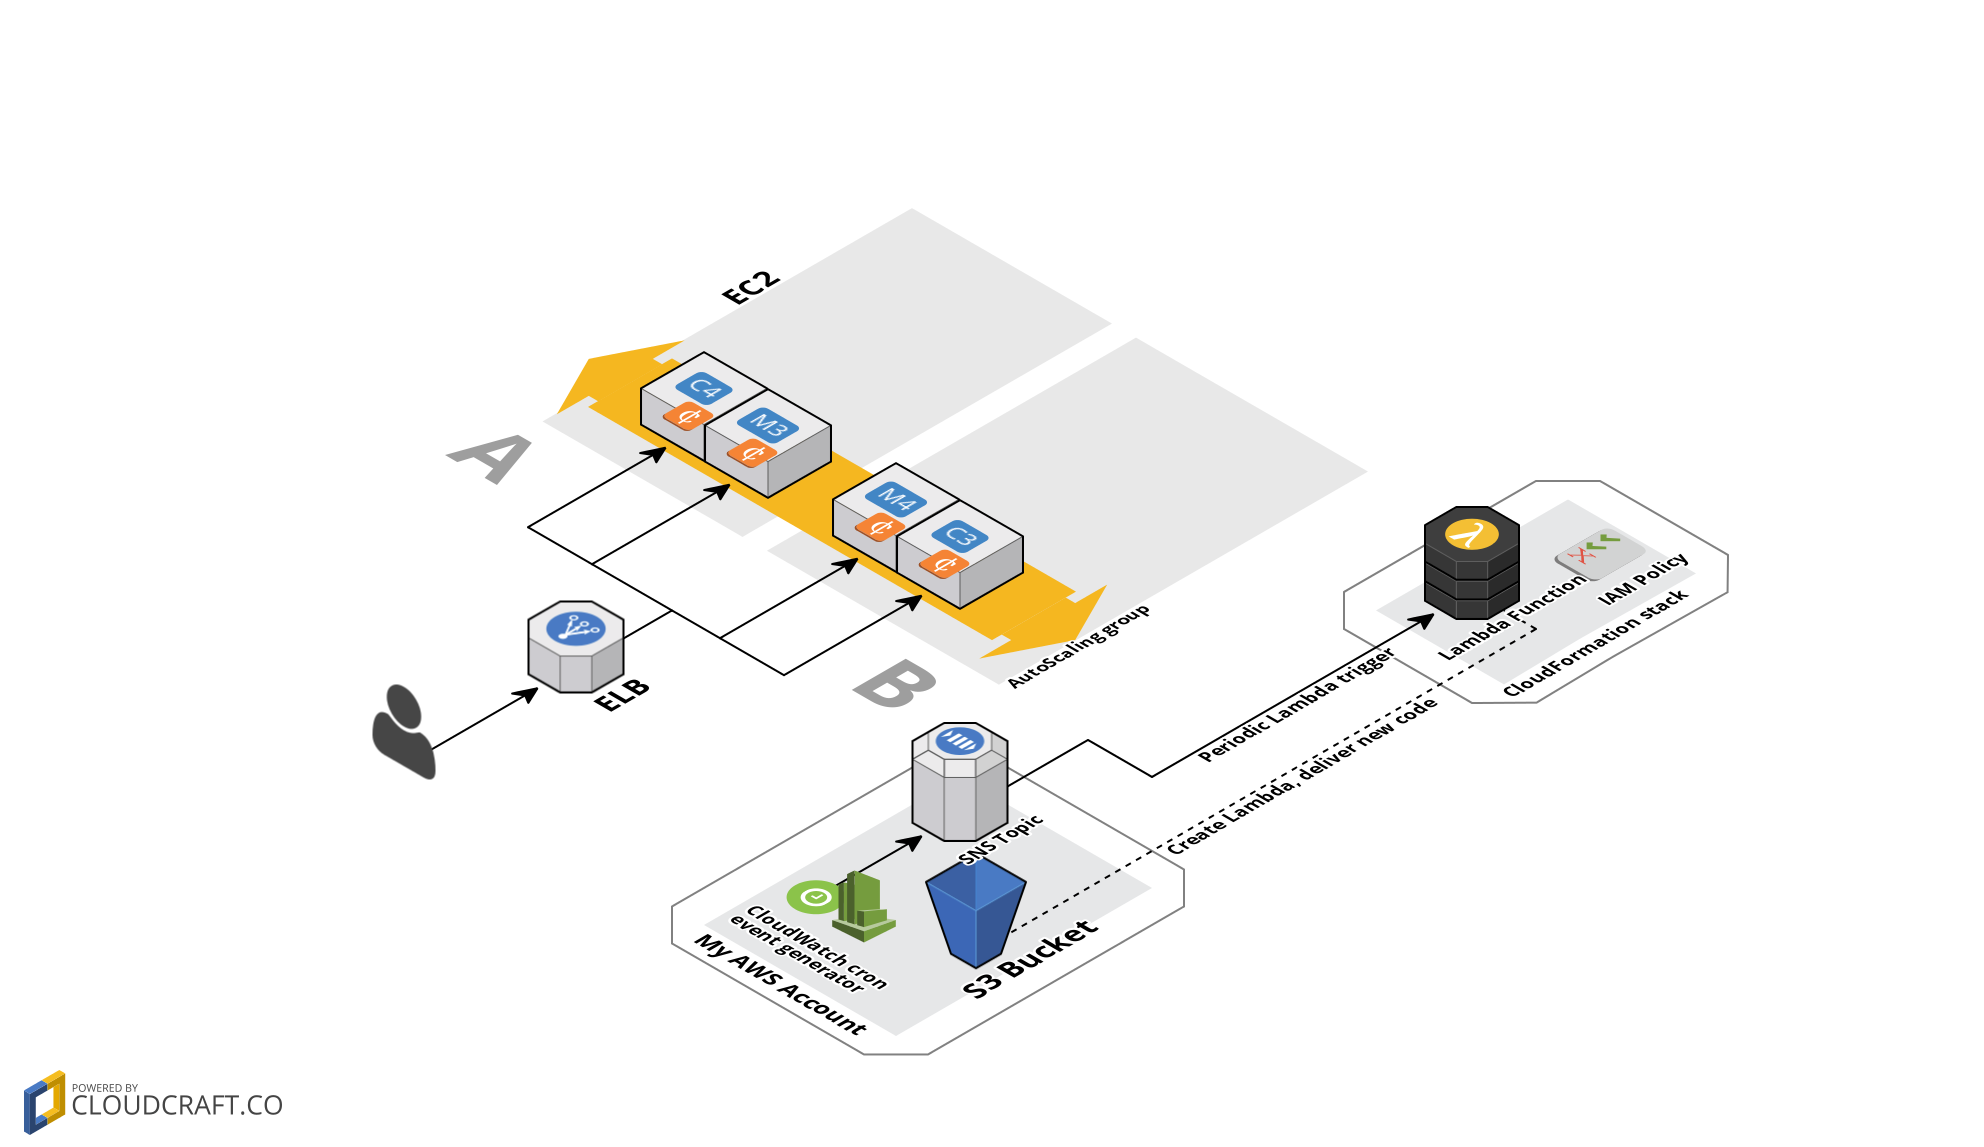 EC2
C4
¢
M3
¢
M4
¢
C3
¢
A
B
AutoScaling group
ELB
λ
Lambda Function
IAM Policy
CloudFormation stack
Periodic Lambda trigger
Create Lambda, deliver new code
SNS Topic
CloudWatch cron
event generator
S3 Bucket
My AWS Account
POWERED BY
CLOUDCRAFT.CO